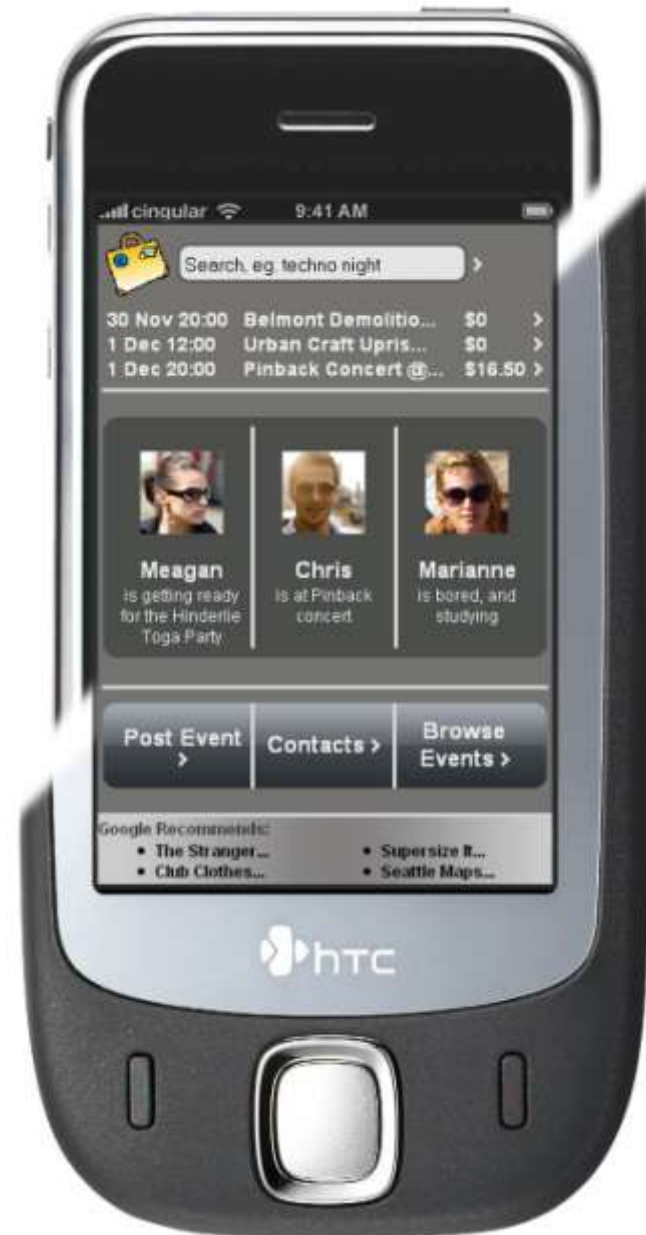 cingular 9:41 AM
Search, eg. techno night >
30 Nov 20:00 Belmont Demolitio... $0 >
1 Dec 12:00 Urban Craft Upris... $0 >
1 Dec 20:00 Pinback Concert @... $16.50 >
Meagan
is getting ready
for the Hinderlie
Toga Party
Chris
is at Pinback
concert
Marianne
is bored, and
studying
Post Event
>
Contacts >
Browse
Events >
Google Recommends:
• The Stranger...
• Club Clothes...
• Supersize It...
• Seattle Maps...
htc